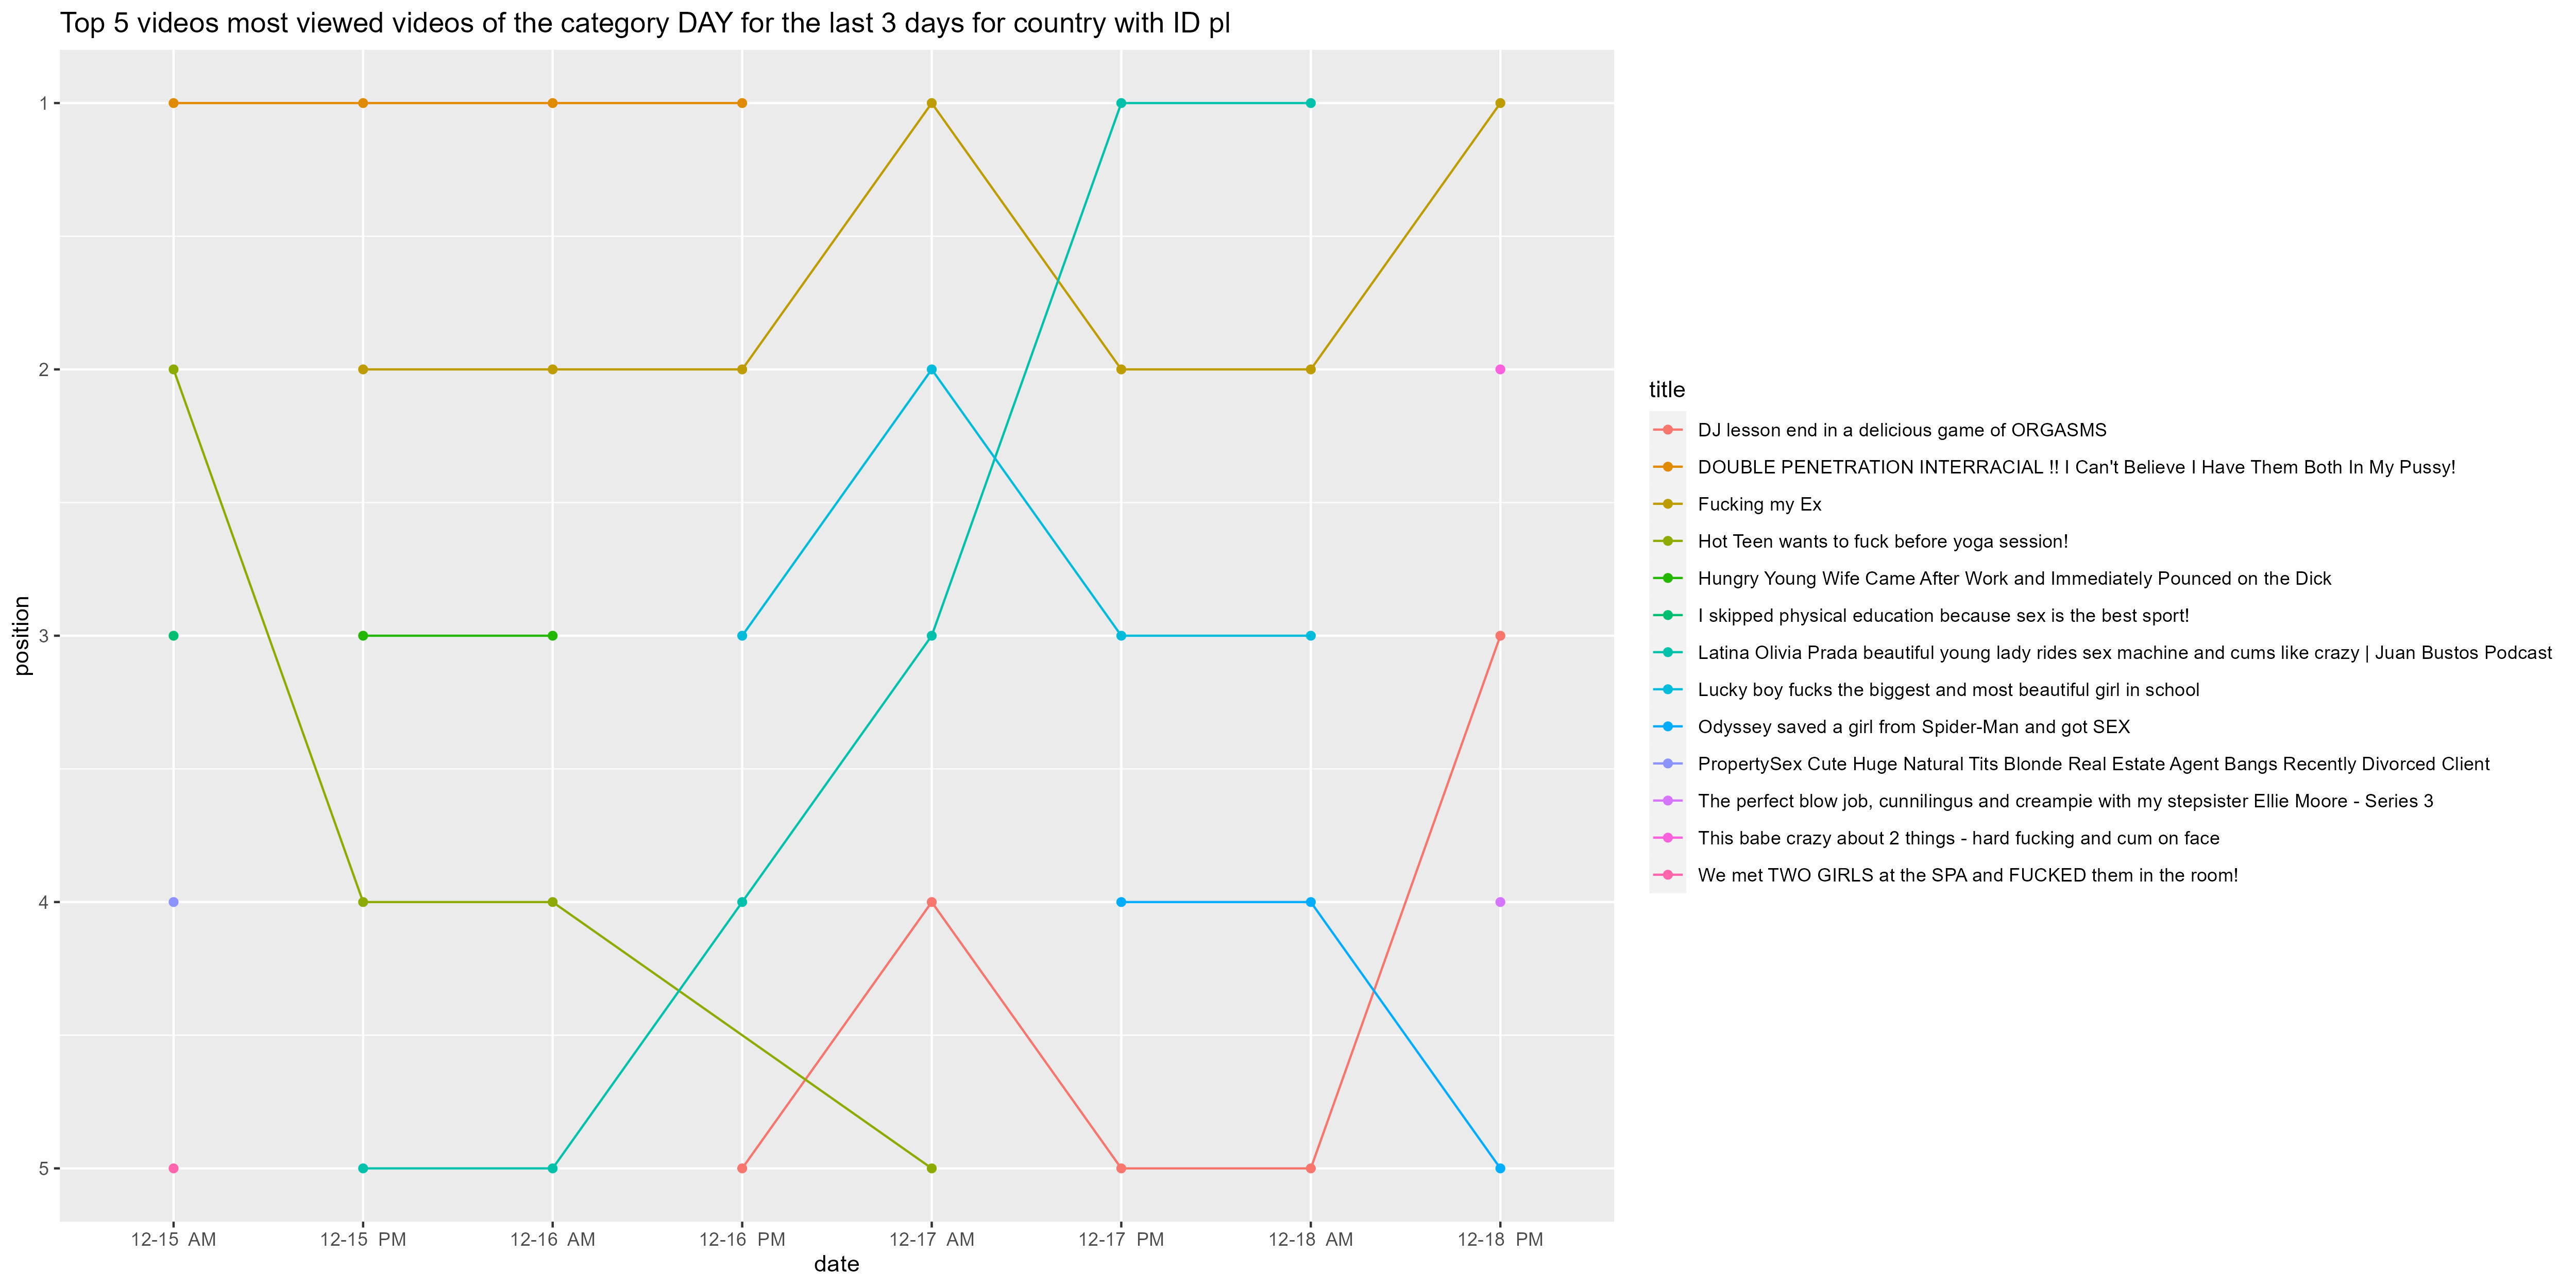 Top 5 videos most viewed videos of the category DAY for the last 3 days for country with ID pl
position
1
2
3
4
5
12-15 AM
12-15 PM
12-16 AM
12-16 PM
12-17 AM
12-17 PM
12-18 AM
12-18 PM
date
title
DJ lesson end in a delicious game of ORGASMS
DOUBLE PENETRATION INTERRACIAL !! I Can't Believe I Have Them Both In My Pussy!
Fucking my Ex
Hot Teen wants to fuck before yoga session!
Hungry Young Wife Came After Work and Immediately Pounced on the Dick
I skipped physical education because sex is the best sport!
Latina Olivia Prada beautiful young lady rides sex machine and cums like crazy | Juan Bustos Podcast
Lucky boy fucks the biggest and most beautiful girl in school
Odyssey saved a girl from Spider-Man and got SEX
PropertySex Cute Huge Natural Tits Blonde Real Estate Agent Bangs Recently Divorced Client
The perfect blow job, cunnilingus and creampie with my stepsister Ellie Moore - Series 3
This babe crazy about 2 things - hard fucking and cum on face
We met TWO GIRLS at the SPA and FUCKED them in the room!